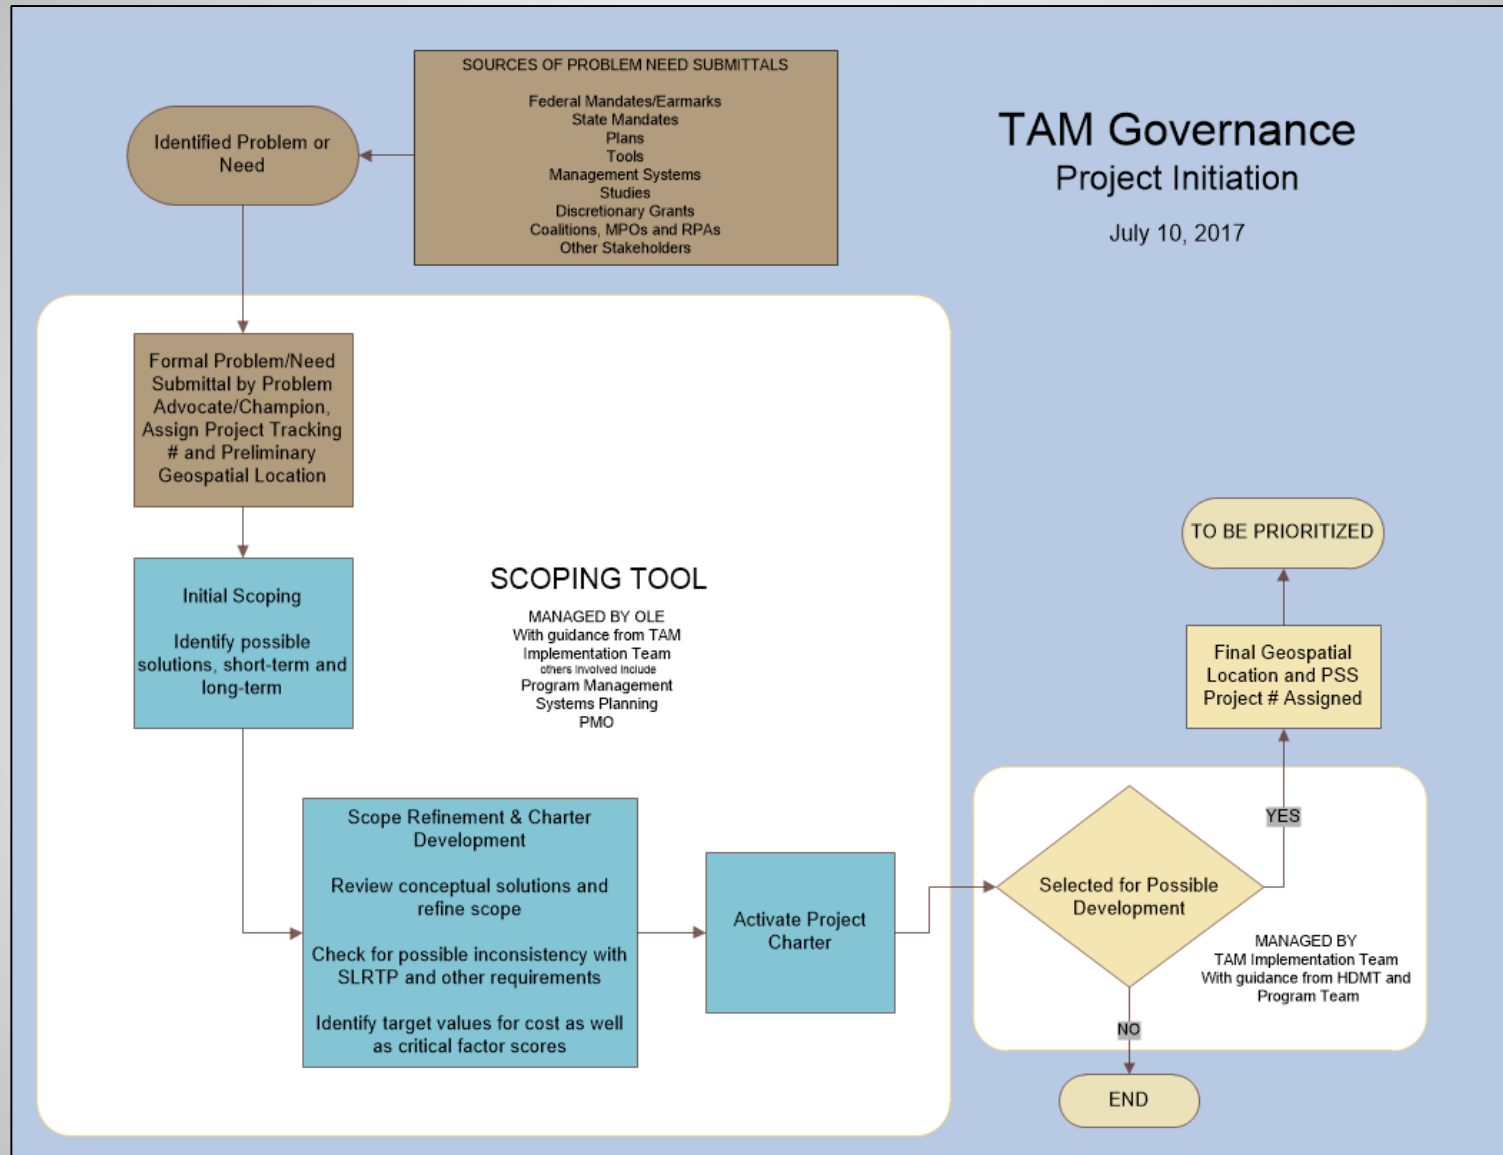 SOURCES OF PROBLEM NEED SUBMITTALS
Federal Mandates/Earmarks
State Mandates
Plans
Tools
Management Systems
Studies
Discretionary Grants
Coalitions, MPOs and RPAs
Other Stakeholders
Identified Problem or
Need
TAM Governance
Project Initiation
July 10, 2017
Formal Problem/Need
Submittal by Problem
Advocate/Champion,
Assign Project Tracking
# and Preliminary
Geospatial Location
Initial Scoping
Identify possible
solutions, short-term and
long-term
SCOPING TOOL
MANAGED BY OLE
With guidance from TAM
Implementation Team
others Involved Include
Program Management
Systems Planning
PMO
Scope Refinement & Charter
Development
Review conceptual solutions and
refine scope
Check for possible inconsistency with
SLRTP and other requirements
Identify target values for cost as well
as critical factor scores
Activate Project
Charter
Selected for Possible
Development
YES
NO
MANAGED BY
TAM Implementation Team
With guidance from HDMT and
Program Team
Final Geospatial
Location and PSS
Project # Assigned
TO BE PRIORITIZED
END